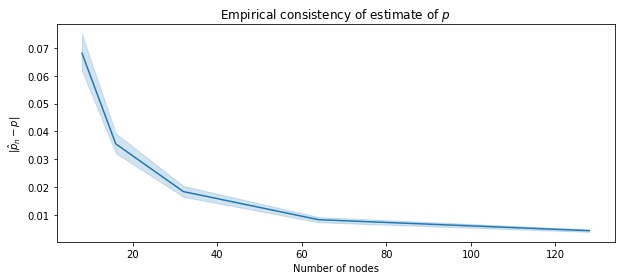 Empirical consistency of estimate of p
0.07
0.06
0.05
0.04
0.03
0.02
0.01
|p̂ₙ − p|
20 40 60 80 100 120
Number of nodes